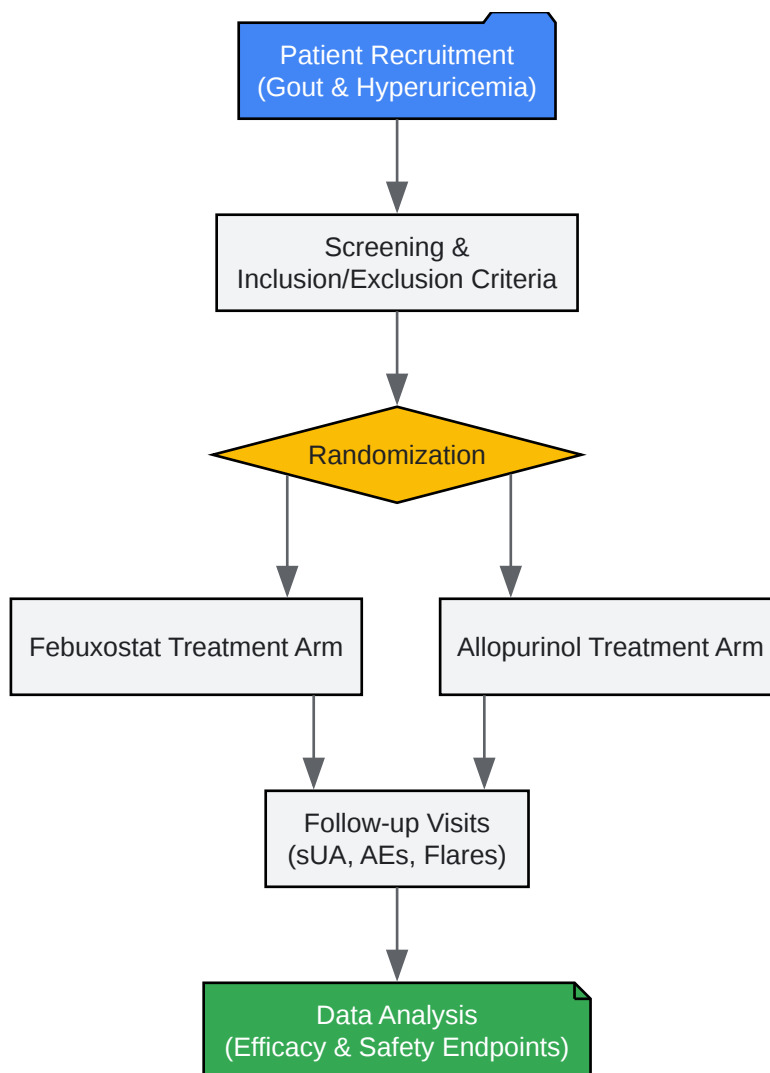 Patient Recruitment
(Gout & Hyperuricemia)
Screening &
Inclusion/Exclusion Criteria
Randomization
Febuxostat Treatment Arm
Allopurinol Treatment Arm
Follow-up Visits
(sUA, AEs, Flares)
Data Analysis
(Efficacy & Safety Endpoints)